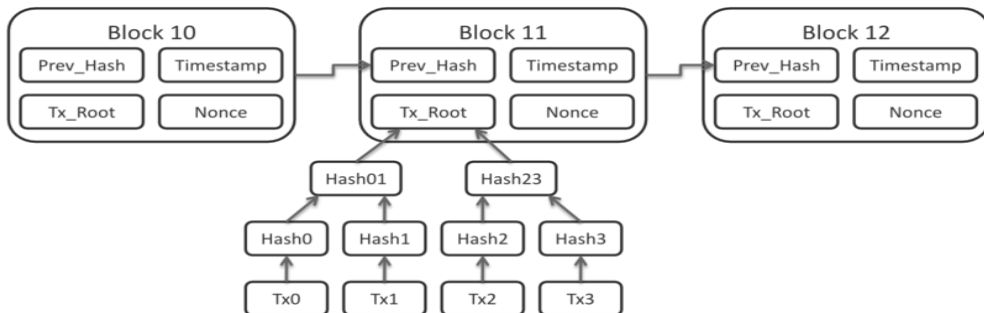 Block 10
Block 11
Block 12
Prev_Hash
Timestamp
Prev_Hash
Timestamp
Prev_Hash
Timestamp
Tx_Root
Nonce
Tx_Root
Nonce
Tx_Root
Nonce
Hash01
Hash23
Hash0
Hash1
Hash2
Hash3
Tx0
Tx1
Tx2
Tx3